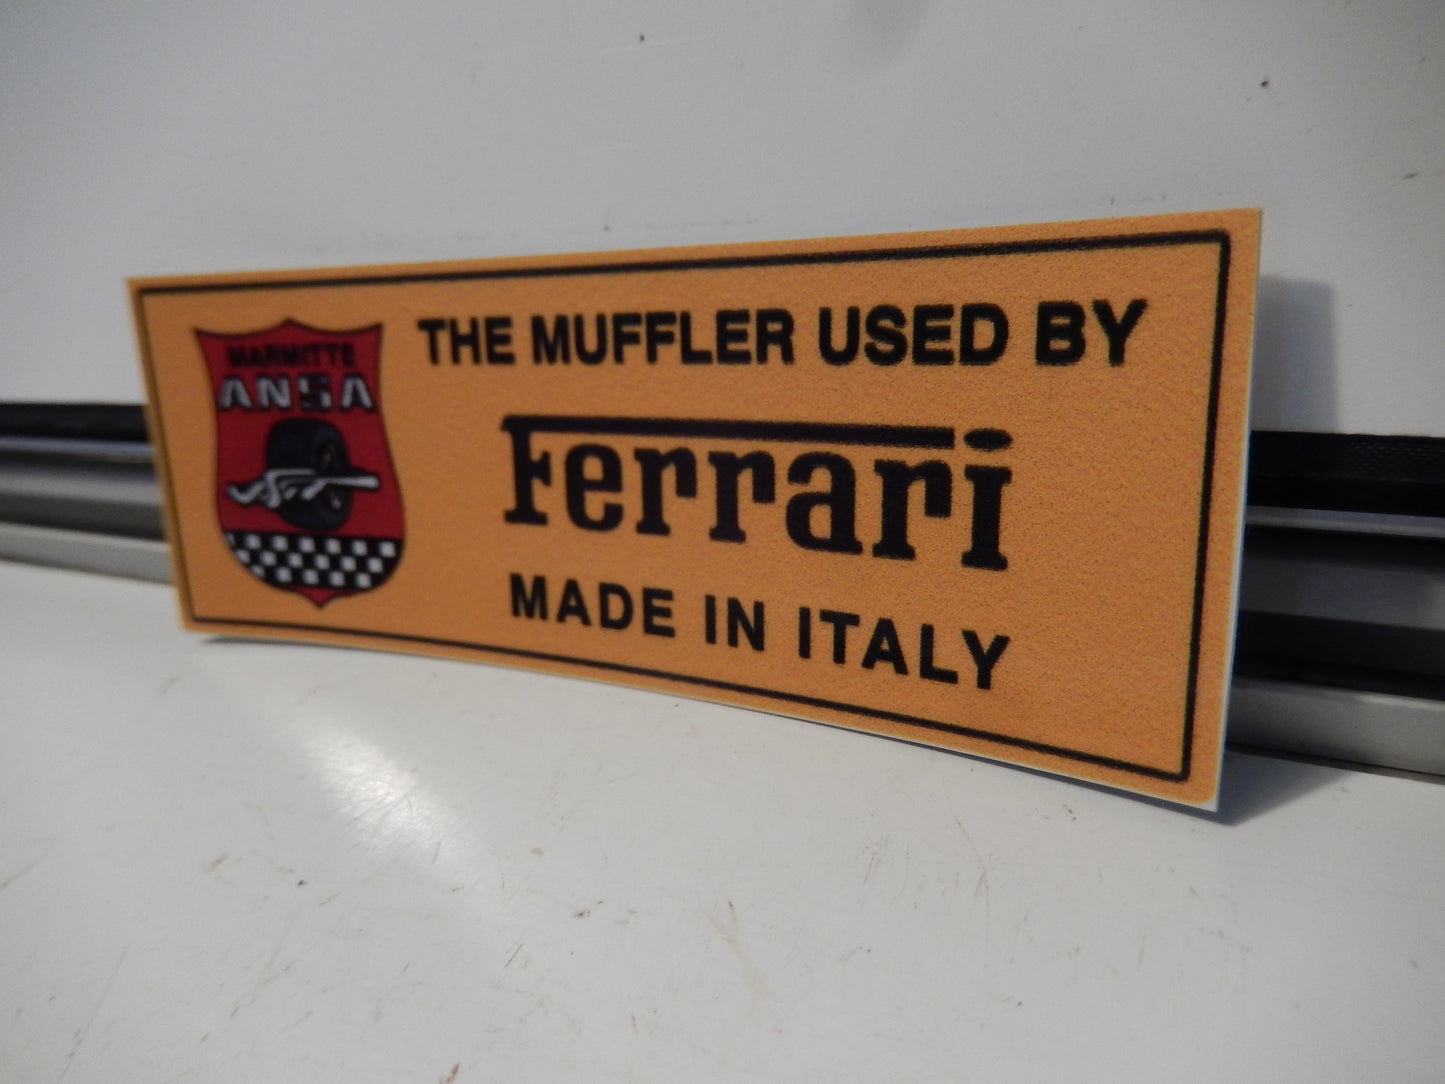 MARMITTE
ANSA
THE MUFFLER USED BY
Ferrari
MADE IN ITALY